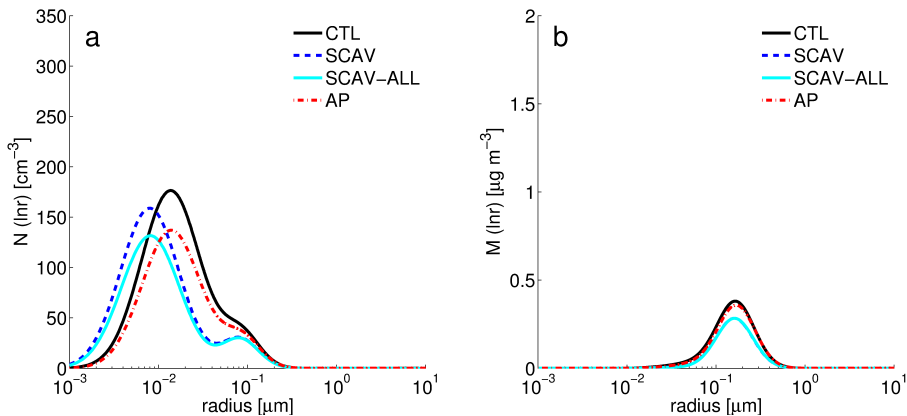 a
CTL
SCAV
SCAV−ALL
AP
N (lnr) [cm⁻³]
350
300
250
200
150
100
50
0
10⁻³
10⁻²
10⁻¹
10⁰
10¹
radius [µm]
b
CTL
SCAV
SCAV−ALL
AP
M (lnr) [µg m⁻³]
2
1.5
1
0.5
0
10⁻³
10⁻²
10⁻¹
10⁰
10¹
radius [µm]